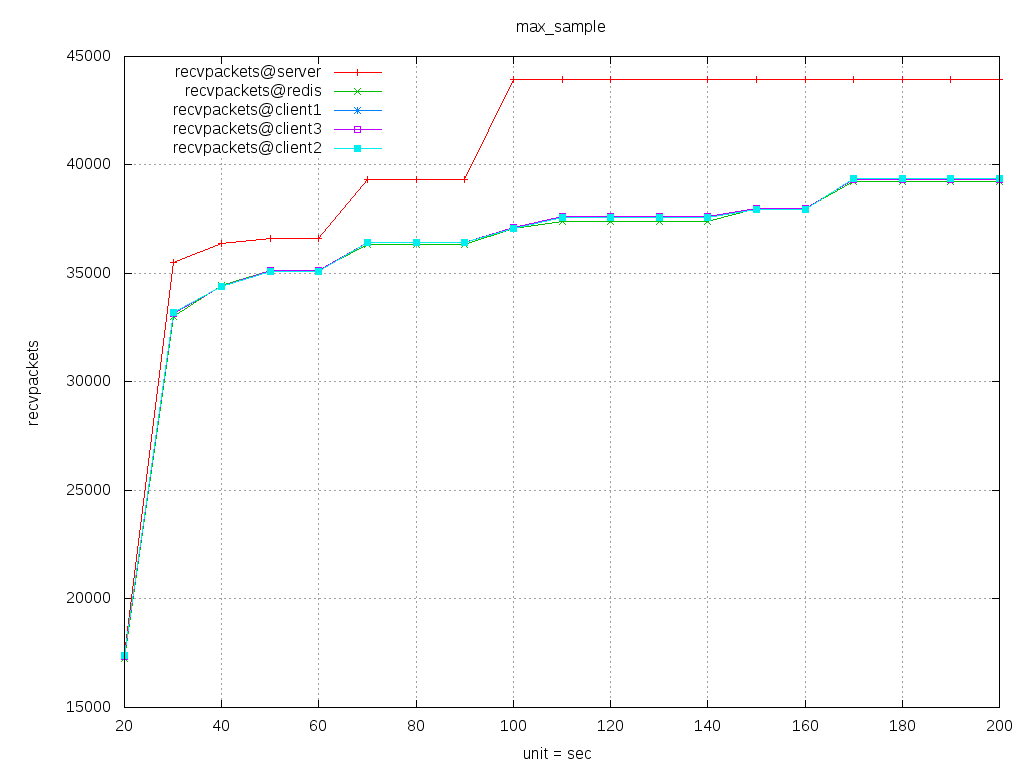 max_sample
45000
40000
35000
30000
25000
20000
15000
recvpackets
recvpackets@server
recvpackets@redis
recvpackets@client1
recvpackets@client3
recvpackets@client2
20 40 60 80 100 120 140 160 180 200
unit = sec